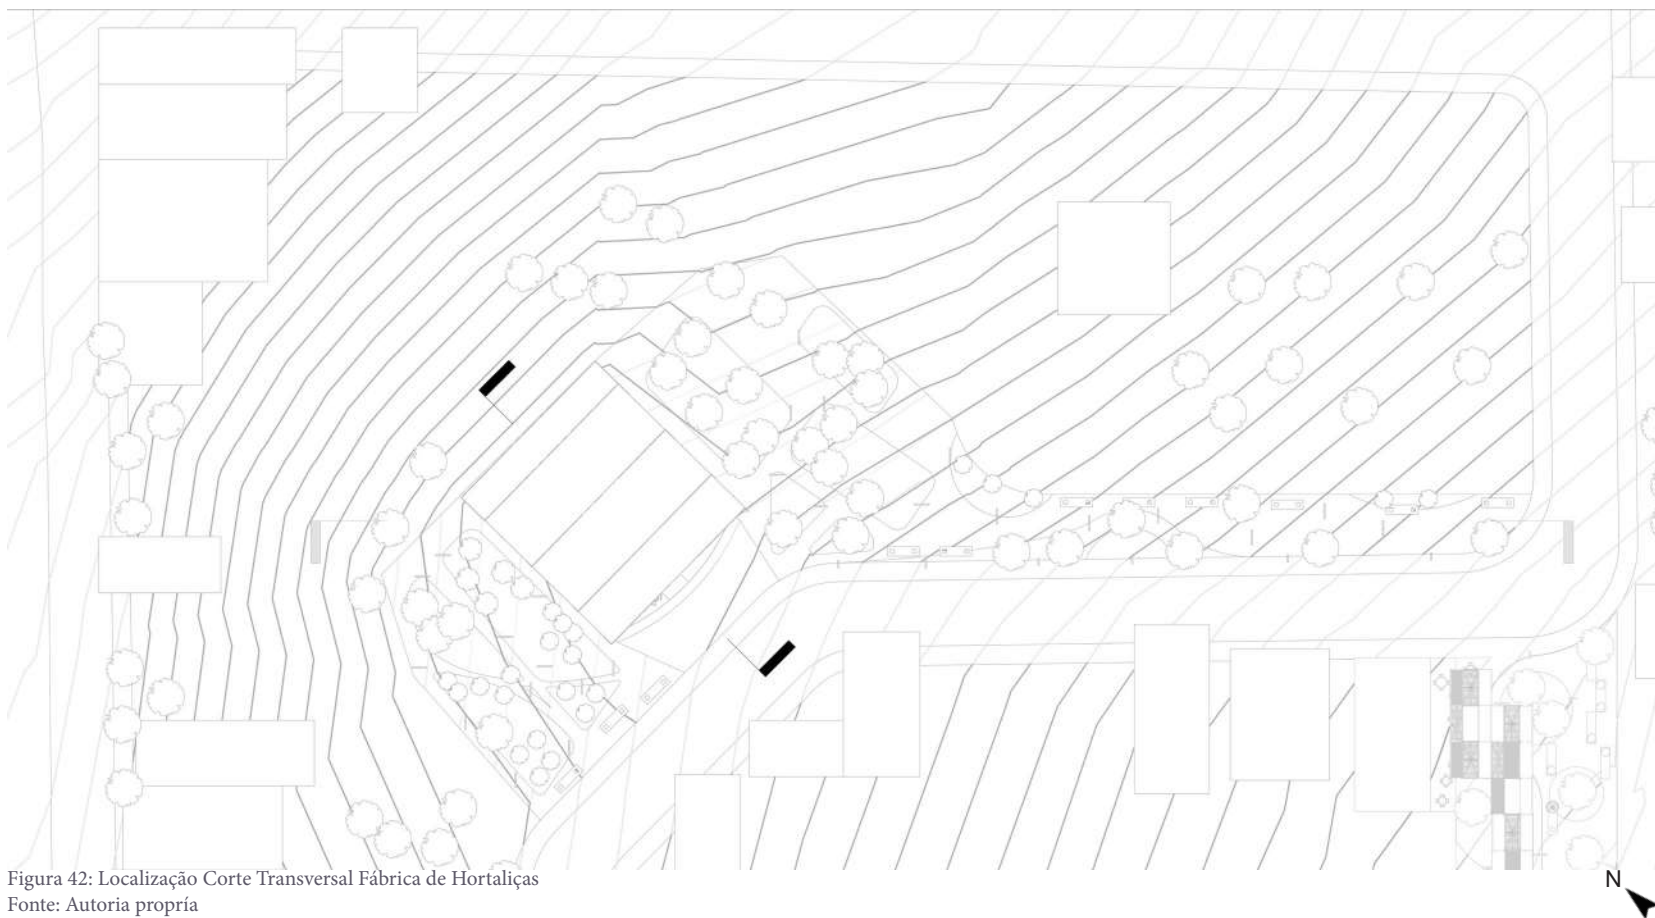 Figura 42: Localização Corte Transversal Fábrica de Hortaliças
Fonte: Autoria propría
N